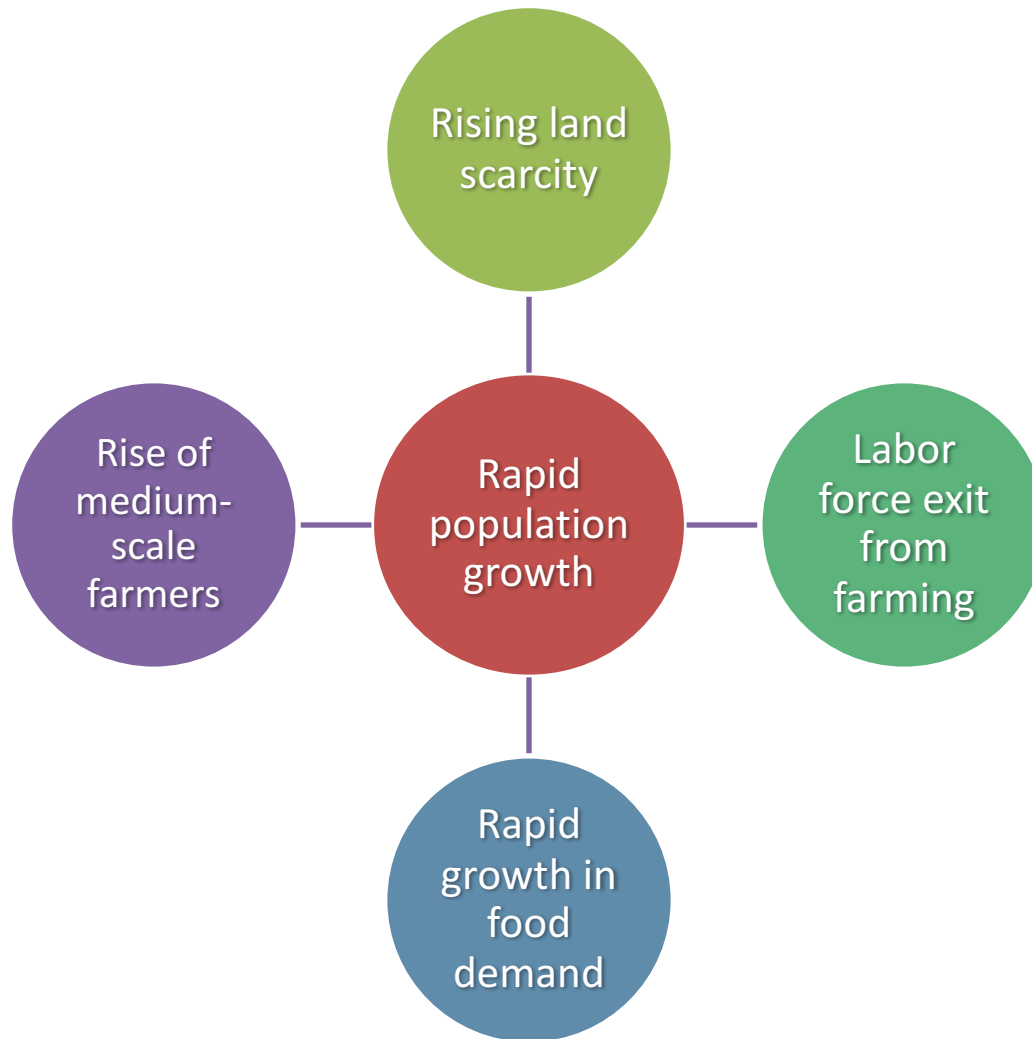 Rising land
scarcity
Rise of
medium-
scale
farmers
Rapid
population
growth
Labor
force exit
from
farming
Rapid
growth in
food
demand